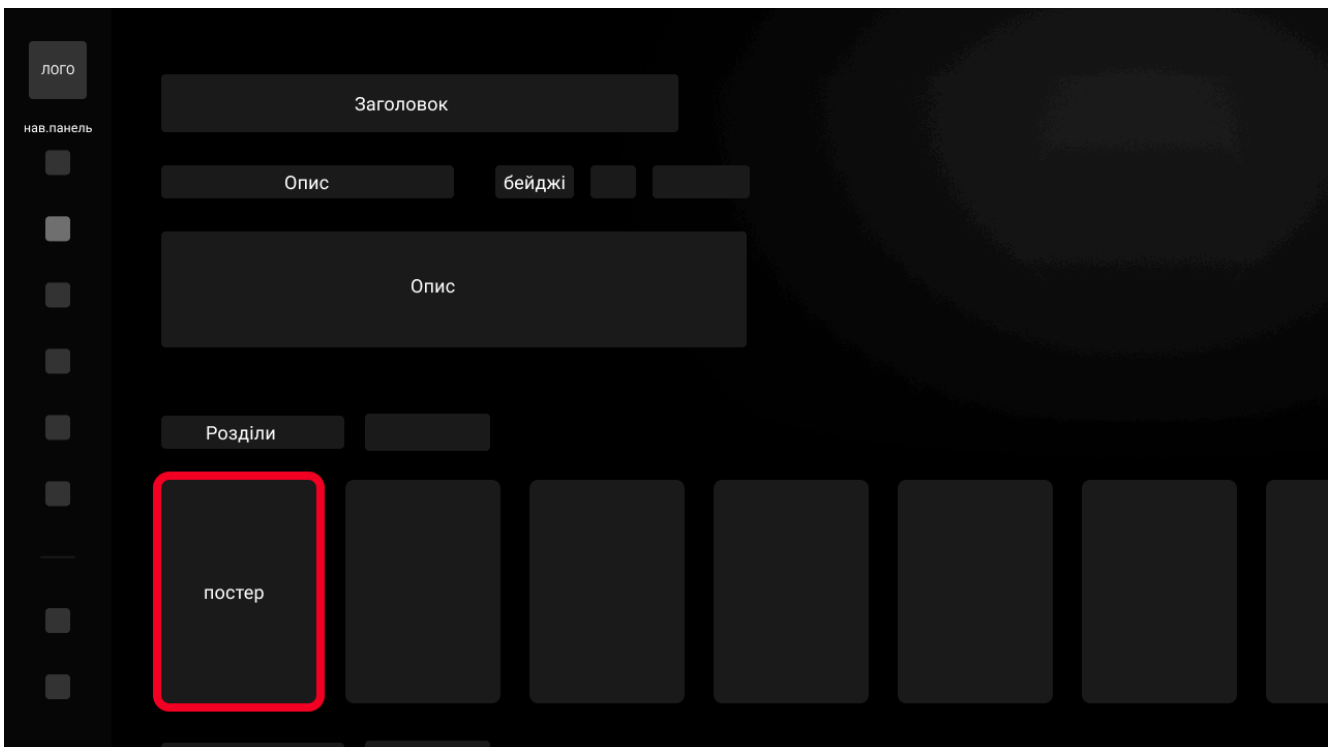 лого
нав.панель
Заголовок
Опис
бейджі
Опис
Розділи
постер